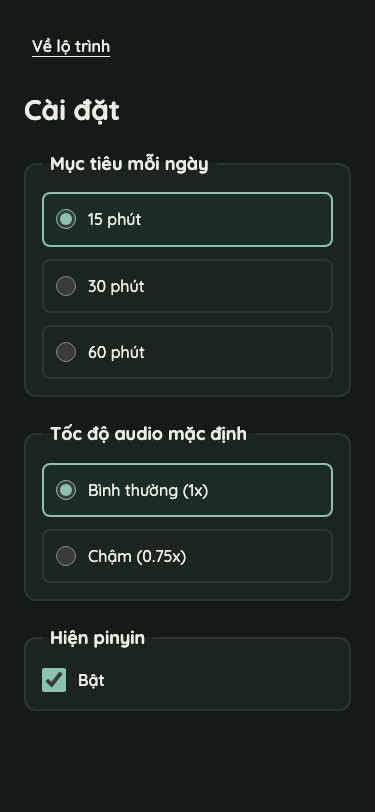 Về lộ trình
Cài đặt
Mục tiêu mỗi ngày
15 phút
30 phút
60 phút
Tốc độ audio mặc định
Bình thường (1x)
Chậm (0.75x)
Hiện pinyin
Bật